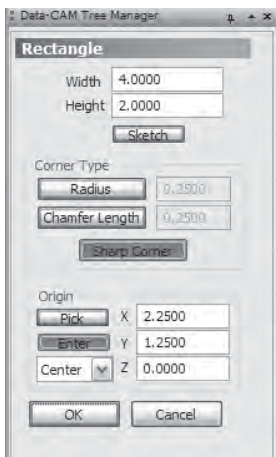 Data-CAM Tree Manager
Rectangle
Width 4.0000
Height 2.0000
Sketch
Corner Type
Radius 0.2500
Chamfer Length 0.2500
Sharp Corner
Origin
Pick X 2.2500
Enter Y 1.2500
Center Z 0.0000
OK Cancel